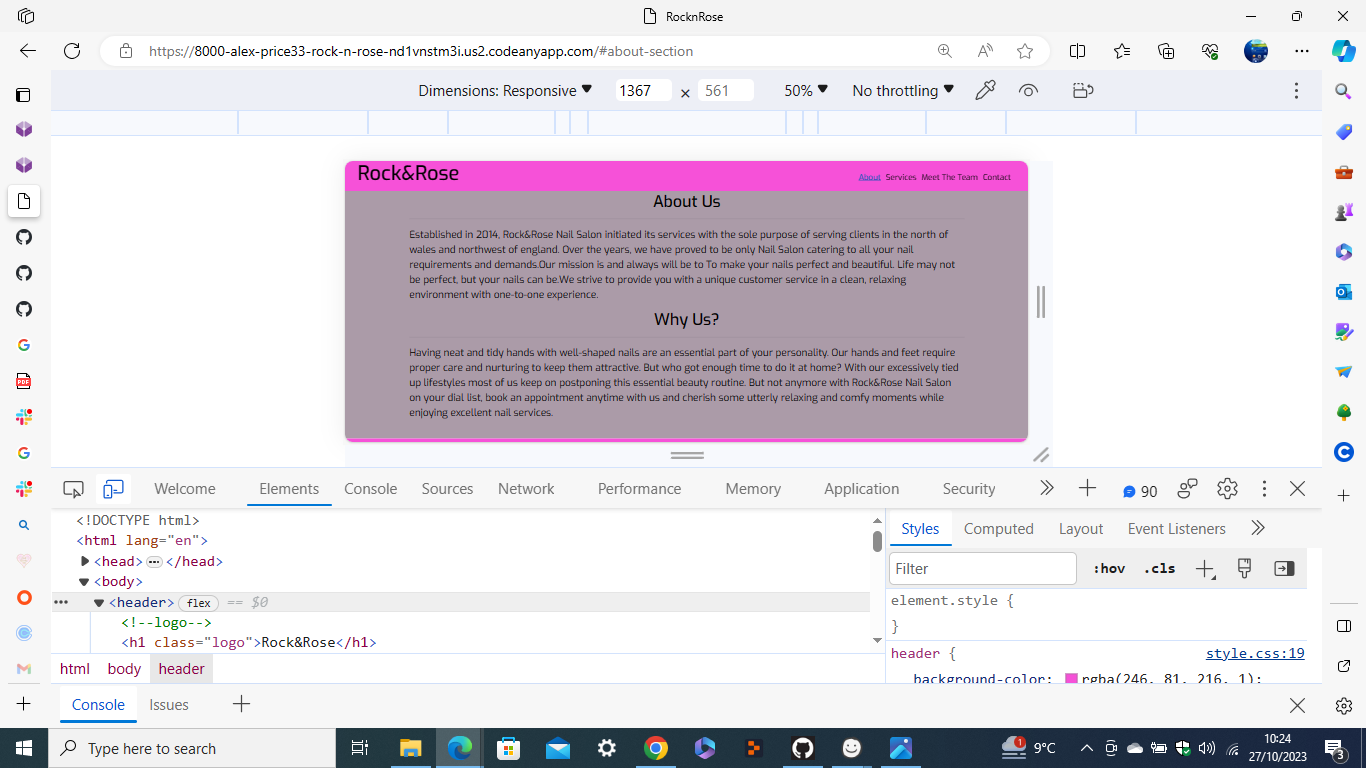 RocknRose
https://8000-alex-price33-rock-n-rose-nd1vnstm3i.us2.codeanyapp.com/#about-section
Dimensions: Responsive ▼ 1367 × 561 50% ▼ No throttling ▼
Rock&Rose
About Services Meet The Team Contact
About Us
Established in 2014, Rock&Rose Nail Salon initiated its services with the sole purpose of serving clients in the north of
wales and northwest of england. Over the years, we have proved to be only Nail Salon catering to all your nail
requirements and demands.Our mission is and always will be to To make your nails perfect and beautiful. Life may not
be perfect, but your nails can be.We strive to provide you with a unique customer service in a clean, relaxing
environment with one-to-one experience.
Why Us?
Having neat and tidy hands with well-shaped nails are an essential part of your personality. Our hands and feet require
proper care and nurturing to keep them attractive. But who got enough time to do it at home? With our excessively tied
up lifestyles most of us keep on postponing this essential beauty routine. But not anymore with Rock&Rose Nail Salon
on your dial list, book an appointment anytime with us and cherish some utterly relaxing and comfy moments while
enjoying excellent nail services.
Welcome Elements Console Sources Network Performance Memory Application Security 90
<!DOCTYPE html>
<html lang="en">
<head> ... </head>
<body>
<header> flex == $0
<!--logo-->
<h1 class="logo">Rock&Rose</h1>
html body header
Styles Computed Layout Event Listeners
Filter :hov .cls
element.style {
}
header { style.css:19
background-color: rgba(246, 81, 216, 1);
Console Issues
Type here to search
1 9°C
10:24
27/10/2023
3